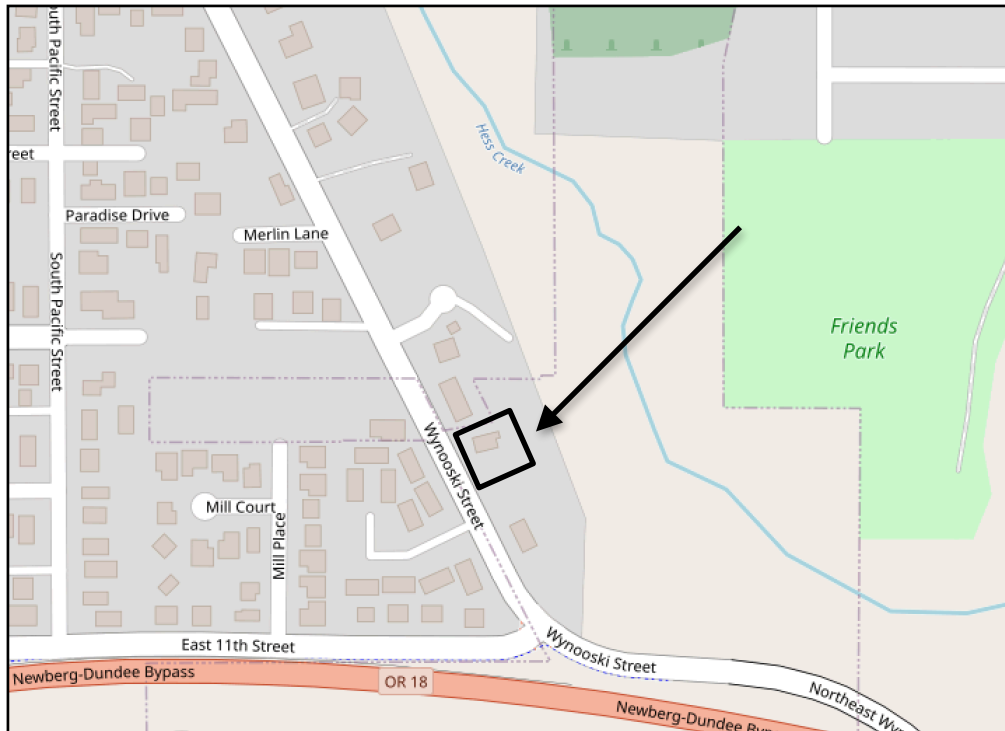 outh Pacific Street
Hess Creek
reet
Paradise Drive
Merlin Lane
South Pacific Street
Friends
Park
Wynooski Street
Mill Court
Mill Place
East 11th Street
Wynooski Street
Newberg-Dundee Bypass
OR 18
Northeast Wy
Newberg-Dundee Byp